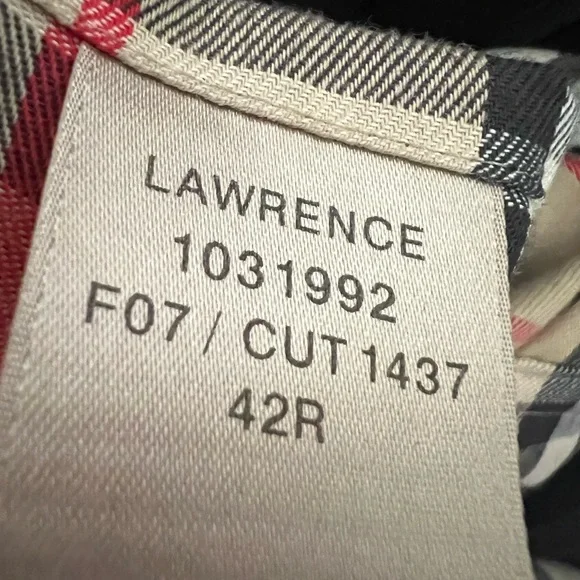 LAWRENCE
1031992
F07 / CUT 1437
42R